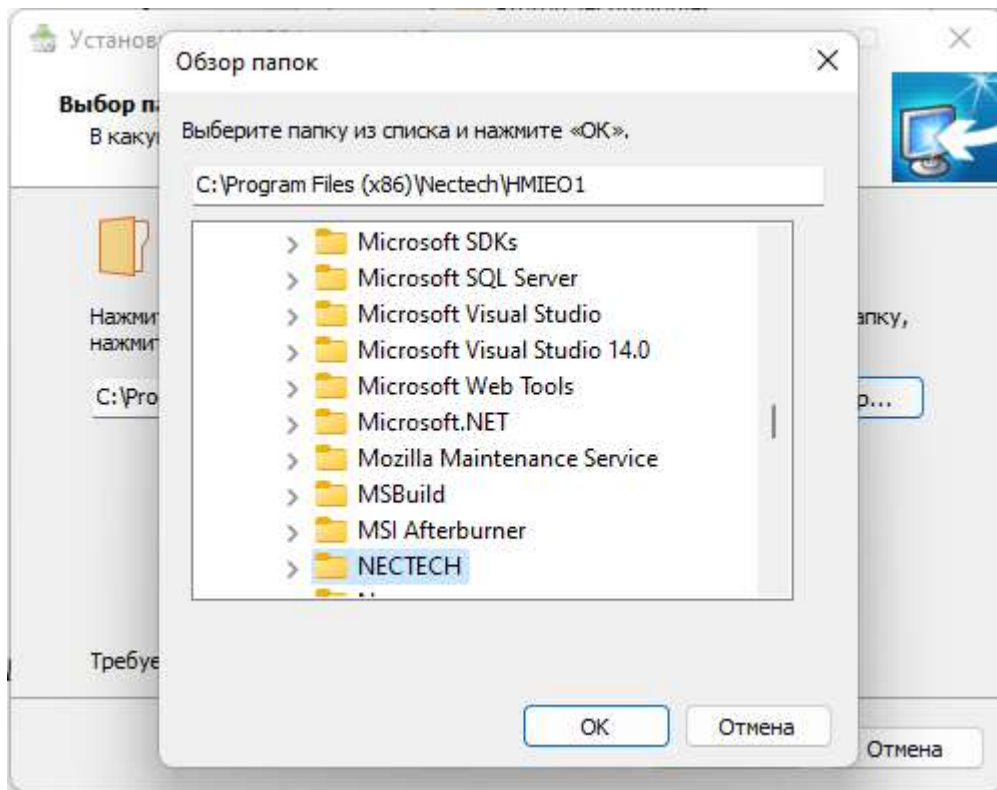 Установ
Обзор папок
Выбор па
В каку
Выберите папку из списка и нажмите «ОК».
C:\Program Files (x86)\Nectech\HMIEO1
Microsoft SDKs
Microsoft SQL Server
Microsoft Visual Studio
Microsoft Visual Studio 14.0
Microsoft Web Tools
Microsoft.NET
Mozilla Maintenance Service
MSBuild
MSI Afterburner
NECTECH
Нажми
апку,
нажми
C:\Pro
р...
Требуе
ОК
Отмена
Отмена